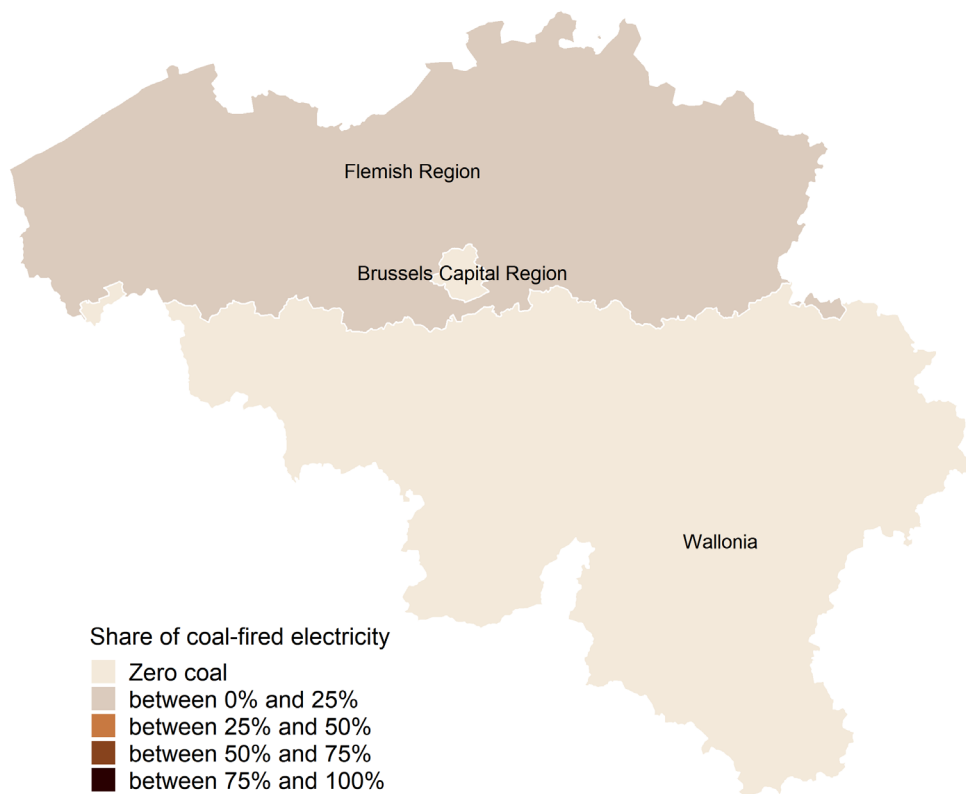 Flemish Region
Brussels Capital Region
Wallonia
Share of coal-fired electricity
Zero coal
between 0% and 25%
between 25% and 50%
between 50% and 75%
between 75% and 100%